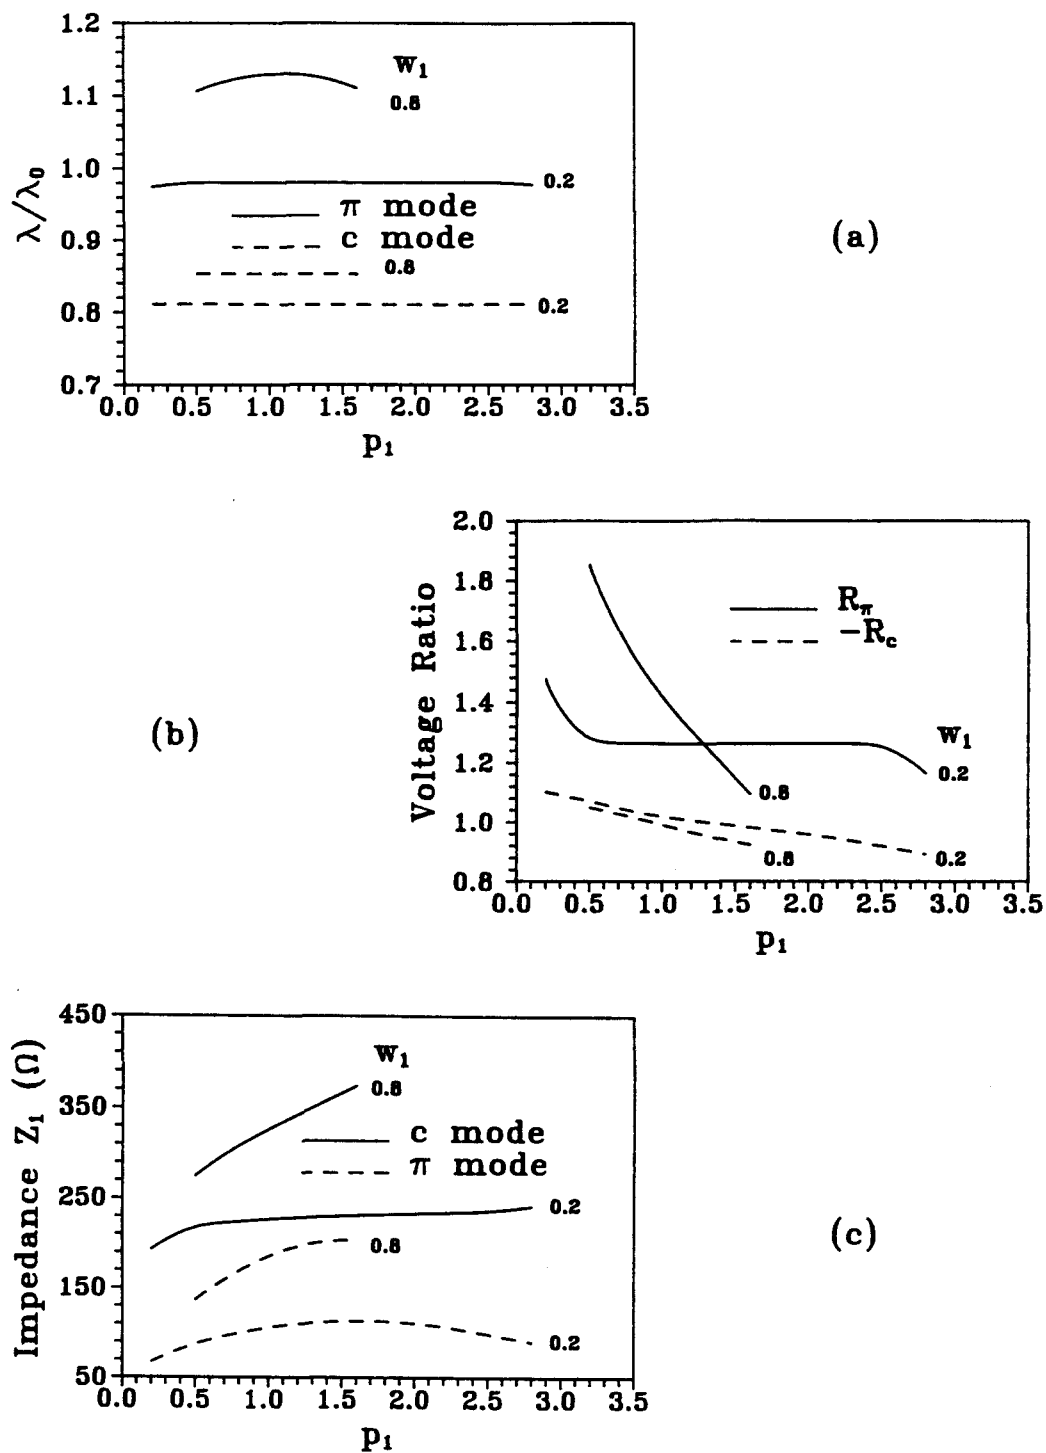 1.2
1.1
1.0
0.9
0.8
0.7
λ/λ₀
W₁
0.8
0.2
π mode
c mode
0.8
0.2
0.0 0.5 1.0 1.5 2.0 2.5 3.0 3.5
p₁
(a)
2.0
1.8
1.6
1.4
1.2
1.0
0.8
Voltage Ratio
R_π
−R_c
W₁
0.2
0.8
0.8
0.2
0.0 0.5 1.0 1.5 2.0 2.5 3.0 3.5
p₁
(b)
450
350
250
150
50
Impedance Z₁ (Ω)
W₁
0.8
c mode
π mode
0.2
0.8
0.2
0.0 0.5 1.0 1.5 2.0 2.5 3.0 3.5
p₁
(c)